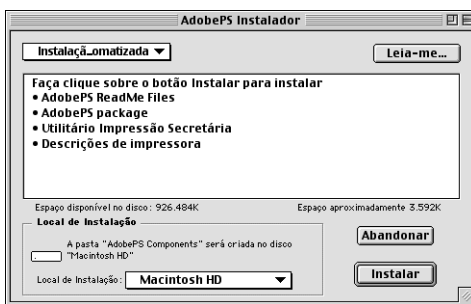 AdobePS Instalador
Instalaçã…omatizada
Leia-me...
Faça clique sobre o botão Instalar para instalar
• AdobePS ReadMe Files
• AdobePS package
• Utilitário Impressão Secretária
• Descrições de impressora
Espaço disponível no disco: 926.484K
Espaço aproximadamente 3.592K
Local de Instalação
A pasta "AdobePS Components" será criada no disco
"Macintosh HD"
Abandonar
Local de Instalação: Macintosh HD
Instalar